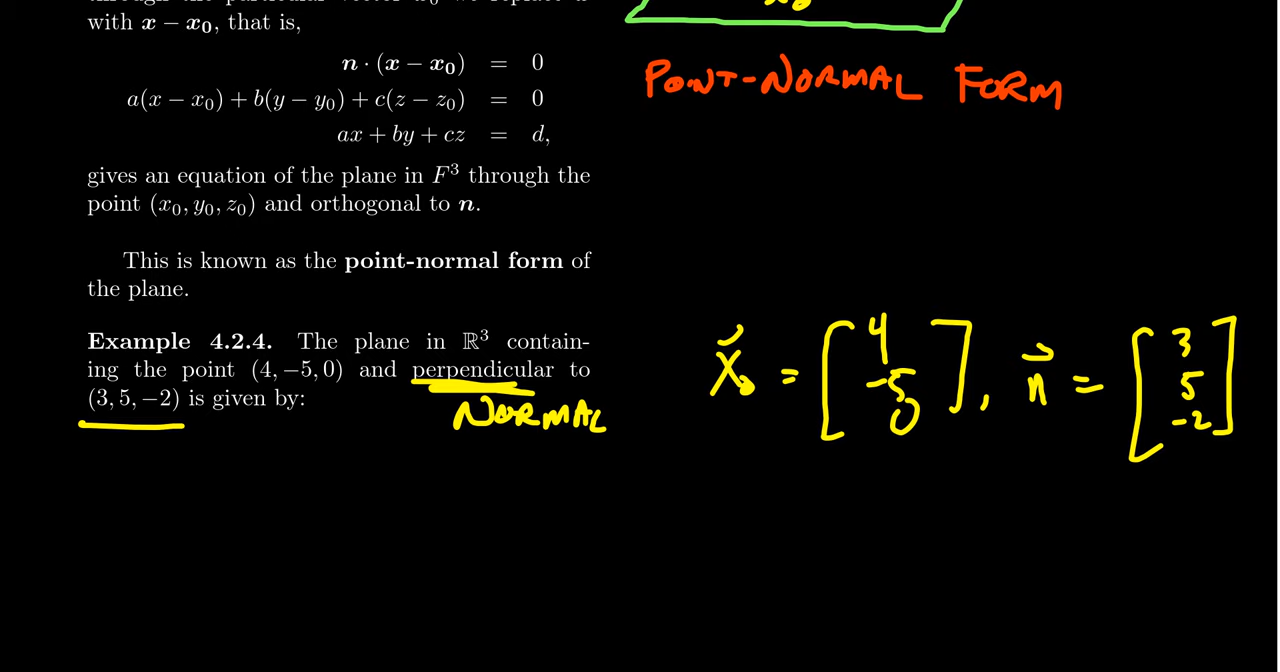 with x − x₀, that is,
n · (x − x₀) = 0
a(x − x₀) + b(y − y₀) + c(z − z₀) = 0
ax + by + cz = d,
gives an equation of the plane in F³ through the
point (x₀, y₀, z₀) and orthogonal to n.
This is known as the point-normal form of
the plane.
Example 4.2.4. The plane in ℝ³ contain-
ing the point (4, −5, 0) and perpendicular to
(3, 5, −2) is given by:
NORMAL
POINT-NORMAL FORM
x⃗₀ = [4 -5 0], n⃗ = [3 5 -2]